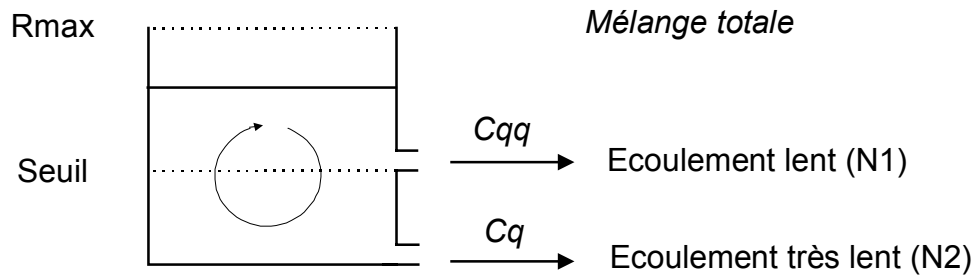 Rmax
Mélange totale
Cqq
Seuil
Ecoulement lent (N1)
Cq
Ecoulement très lent (N2)